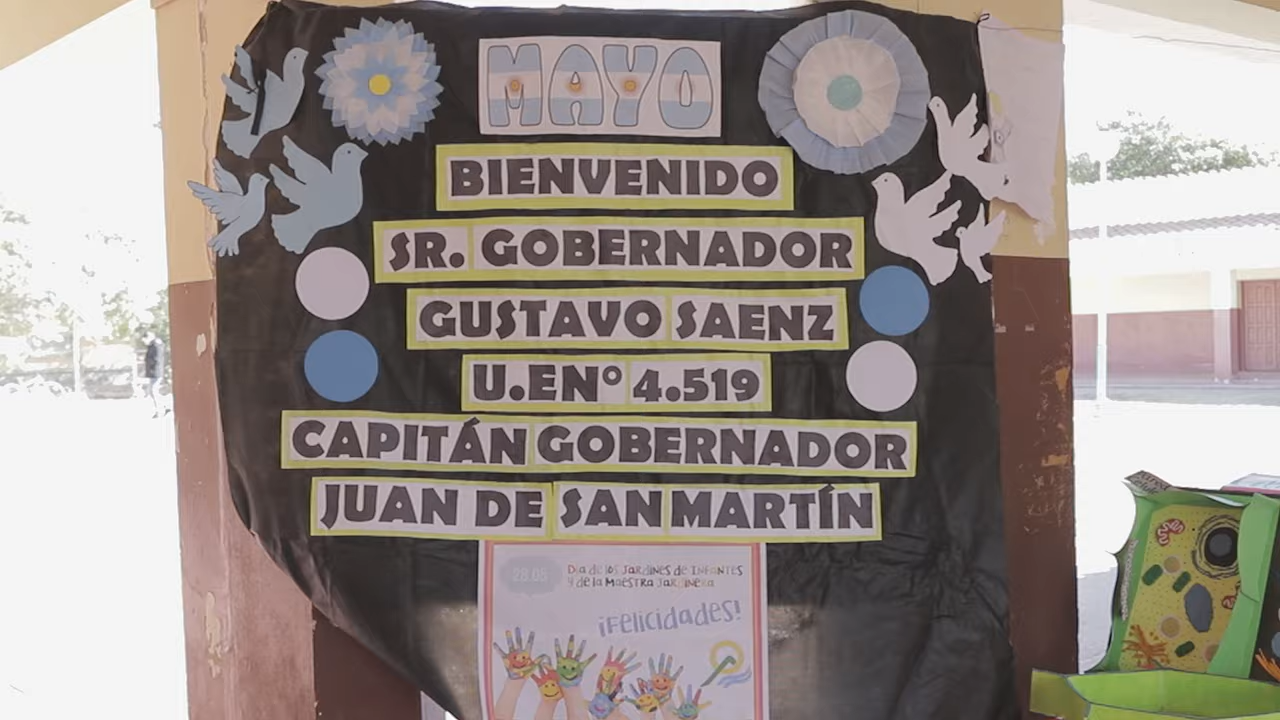 MAYO
BIENVENIDO
SR. GOBERNADOR
GUSTAVO SAENZ
U.ENº 4.519
CAPITÁN GOBERNADOR
JUAN DE SAN MARTÍN
28.05
Día de los Jardines de Infantes
y de la Maestra Jardinera
¡Felicidades!